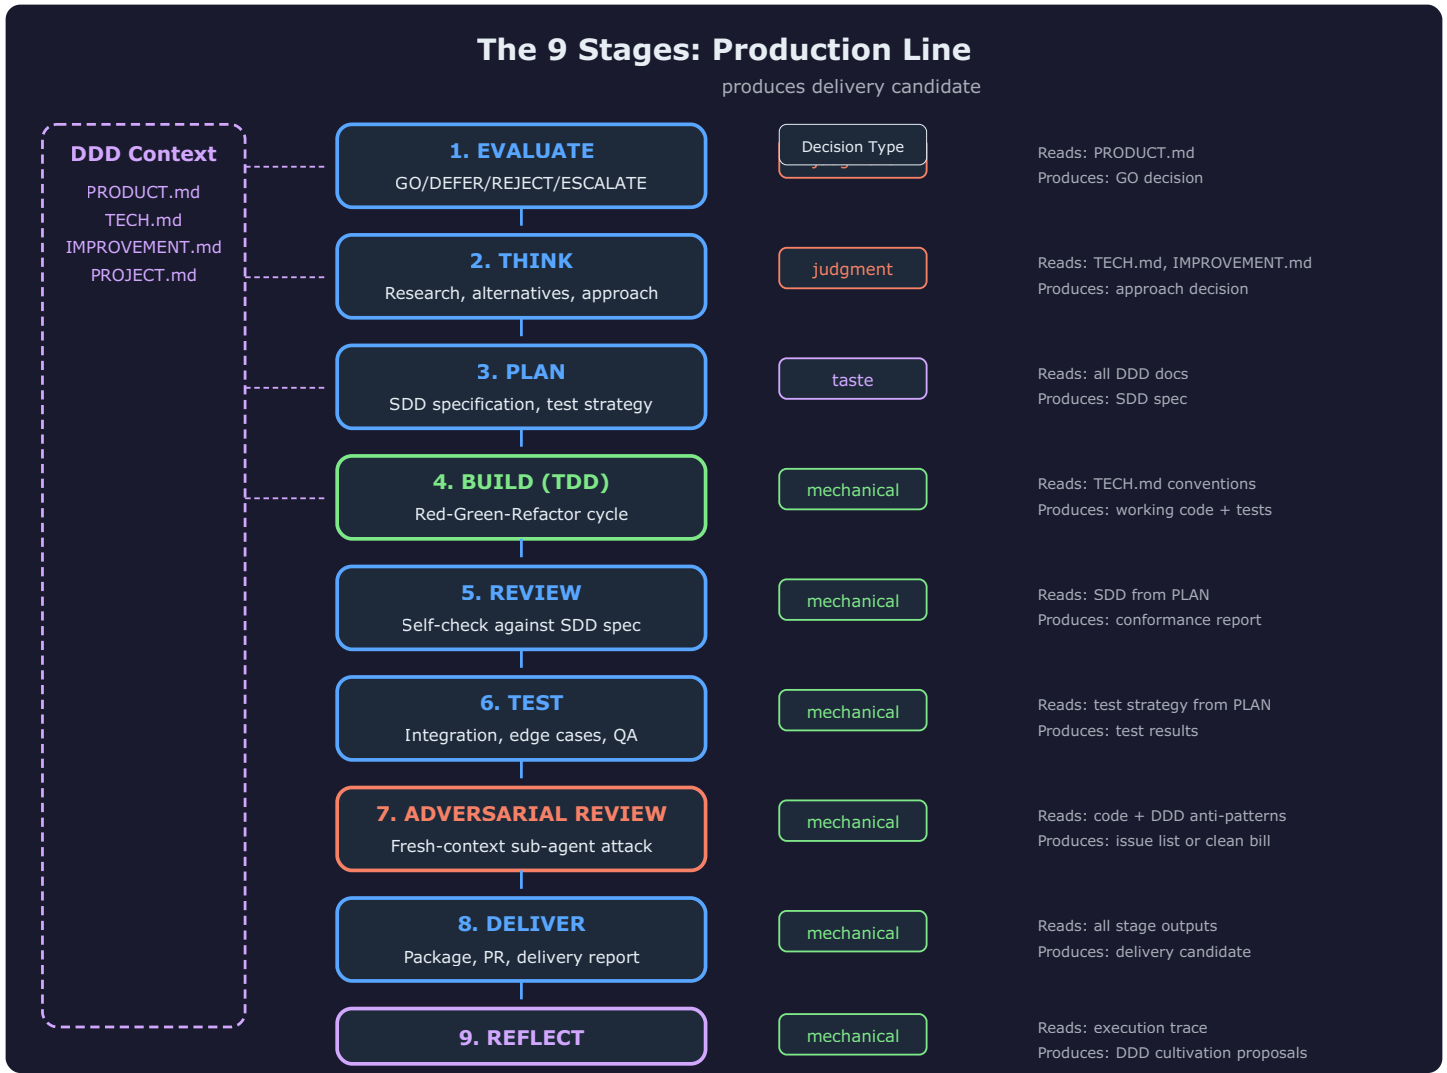 The 9 Stages: Production Line
produces delivery candidate
DDD Context
PRODUCT.md
TECH.md
IMPROVEMENT.md
PROJECT.md
1. EVALUATE
GO/DEFER/REJECT/ESCALATE
Decision Type
Reads: PRODUCT.md
Produces: GO decision
2. THINK
Research, alternatives, approach
judgment
Reads: TECH.md, IMPROVEMENT.md
Produces: approach decision
3. PLAN
SDD specification, test strategy
taste
Reads: all DDD docs
Produces: SDD spec
4. BUILD (TDD)
Red-Green-Refactor cycle
mechanical
Reads: TECH.md conventions
Produces: working code + tests
5. REVIEW
Self-check against SDD spec
mechanical
Reads: SDD from PLAN
Produces: conformance report
6. TEST
Integration, edge cases, QA
mechanical
Reads: test strategy from PLAN
Produces: test results
7. ADVERSARIAL REVIEW
Fresh-context sub-agent attack
mechanical
Reads: code + DDD anti-patterns
Produces: issue list or clean bill
8. DELIVER
Package, PR, delivery report
mechanical
Reads: all stage outputs
Produces: delivery candidate
9. REFLECT
mechanical
Reads: execution trace
Produces: DDD cultivation proposals